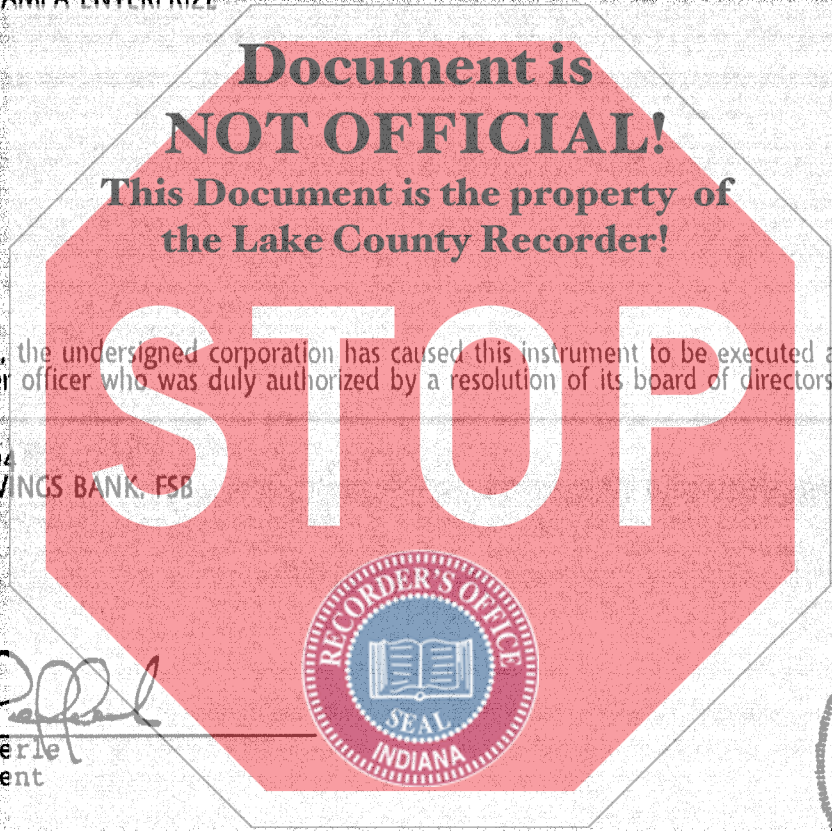 Document is
NOT OFFICIAL!
This Document is the property of
the Lake County Recorder!
STOP
the undersigned corporation has caused this instrument to be executed
officer who was duly authorized by a resolution of its board of directors
BANK, FSB
RECORDER'S OFFICE
SEAL
INDIANA